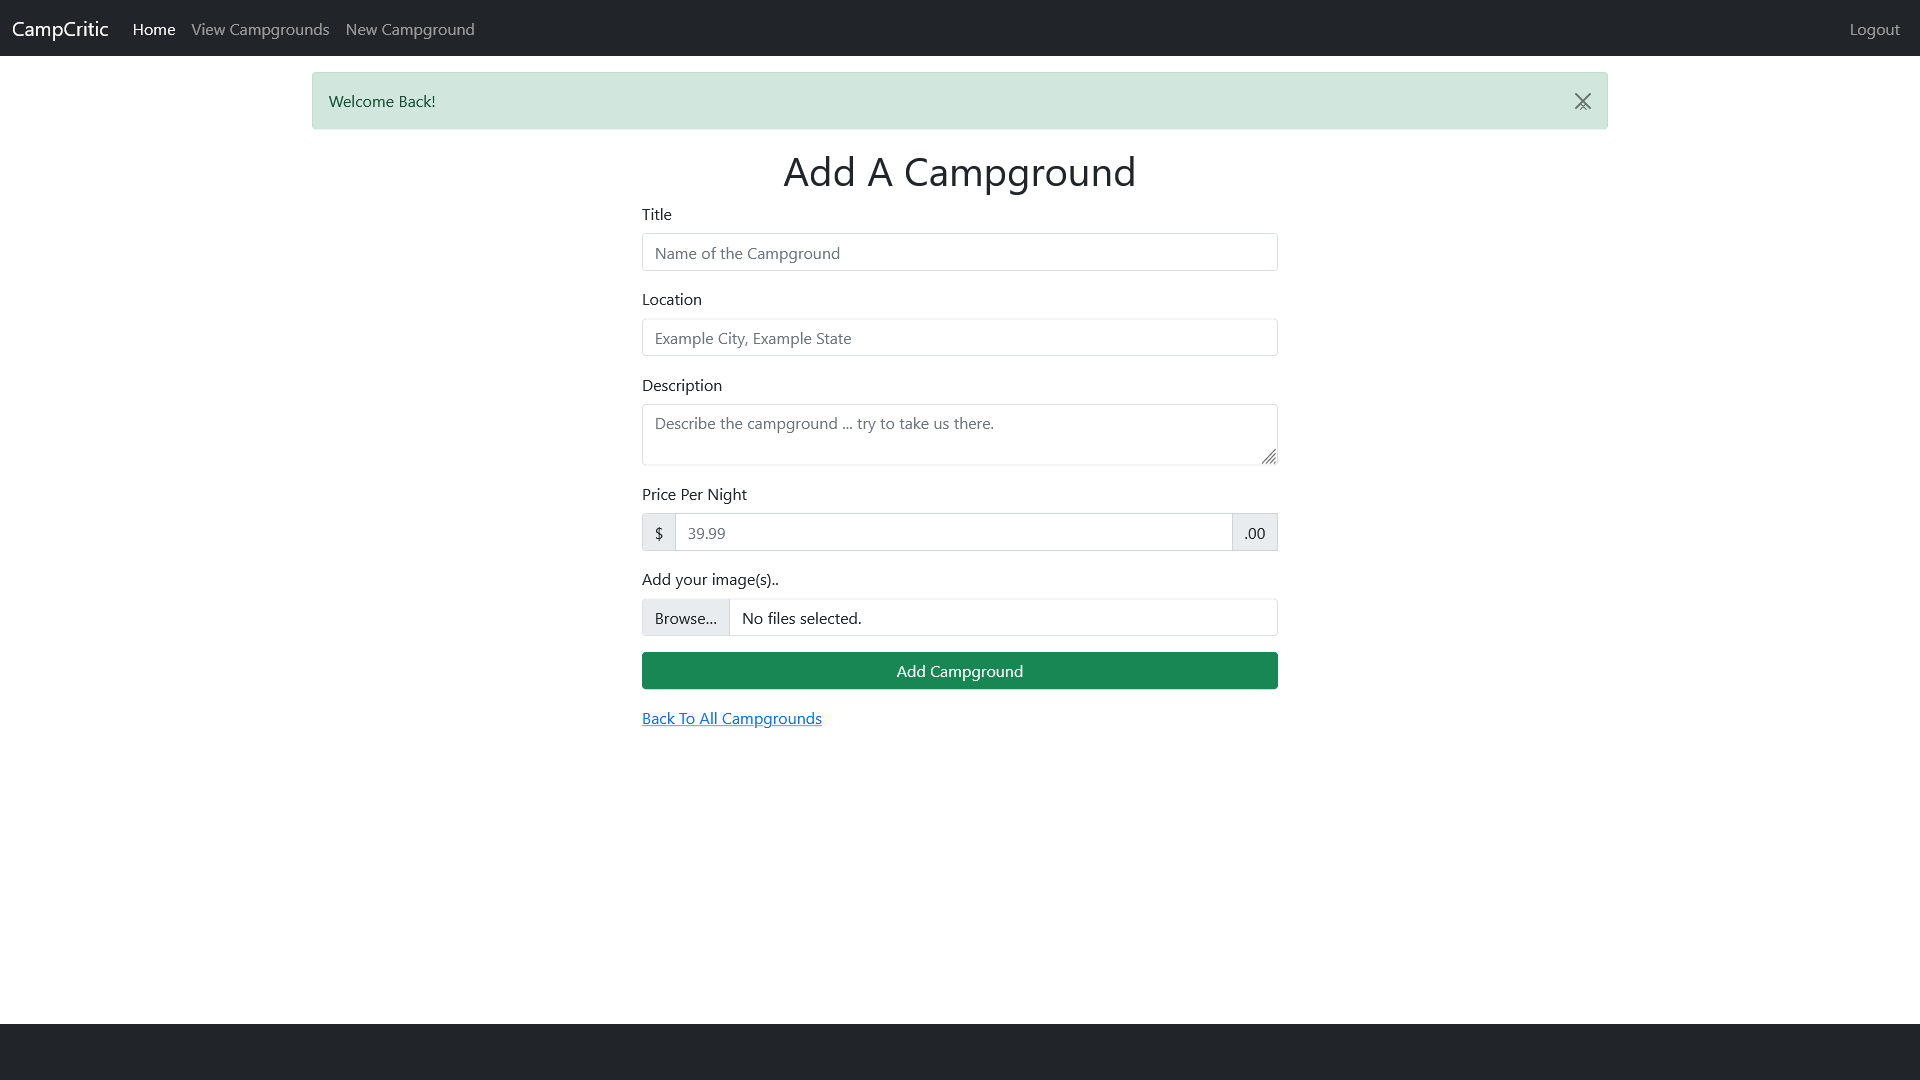 CampCritic Home View Campgrounds New Campground Logout
Welcome Back!
Add A Campground
Title
Name of the Campground
Location
Example City, Example State
Description
Describe the campground ... try to take us there.
Price Per Night
$ 39.99 .00
Add your image(s)..
Browse... No files selected.
Add Campground
Back To All Campgrounds